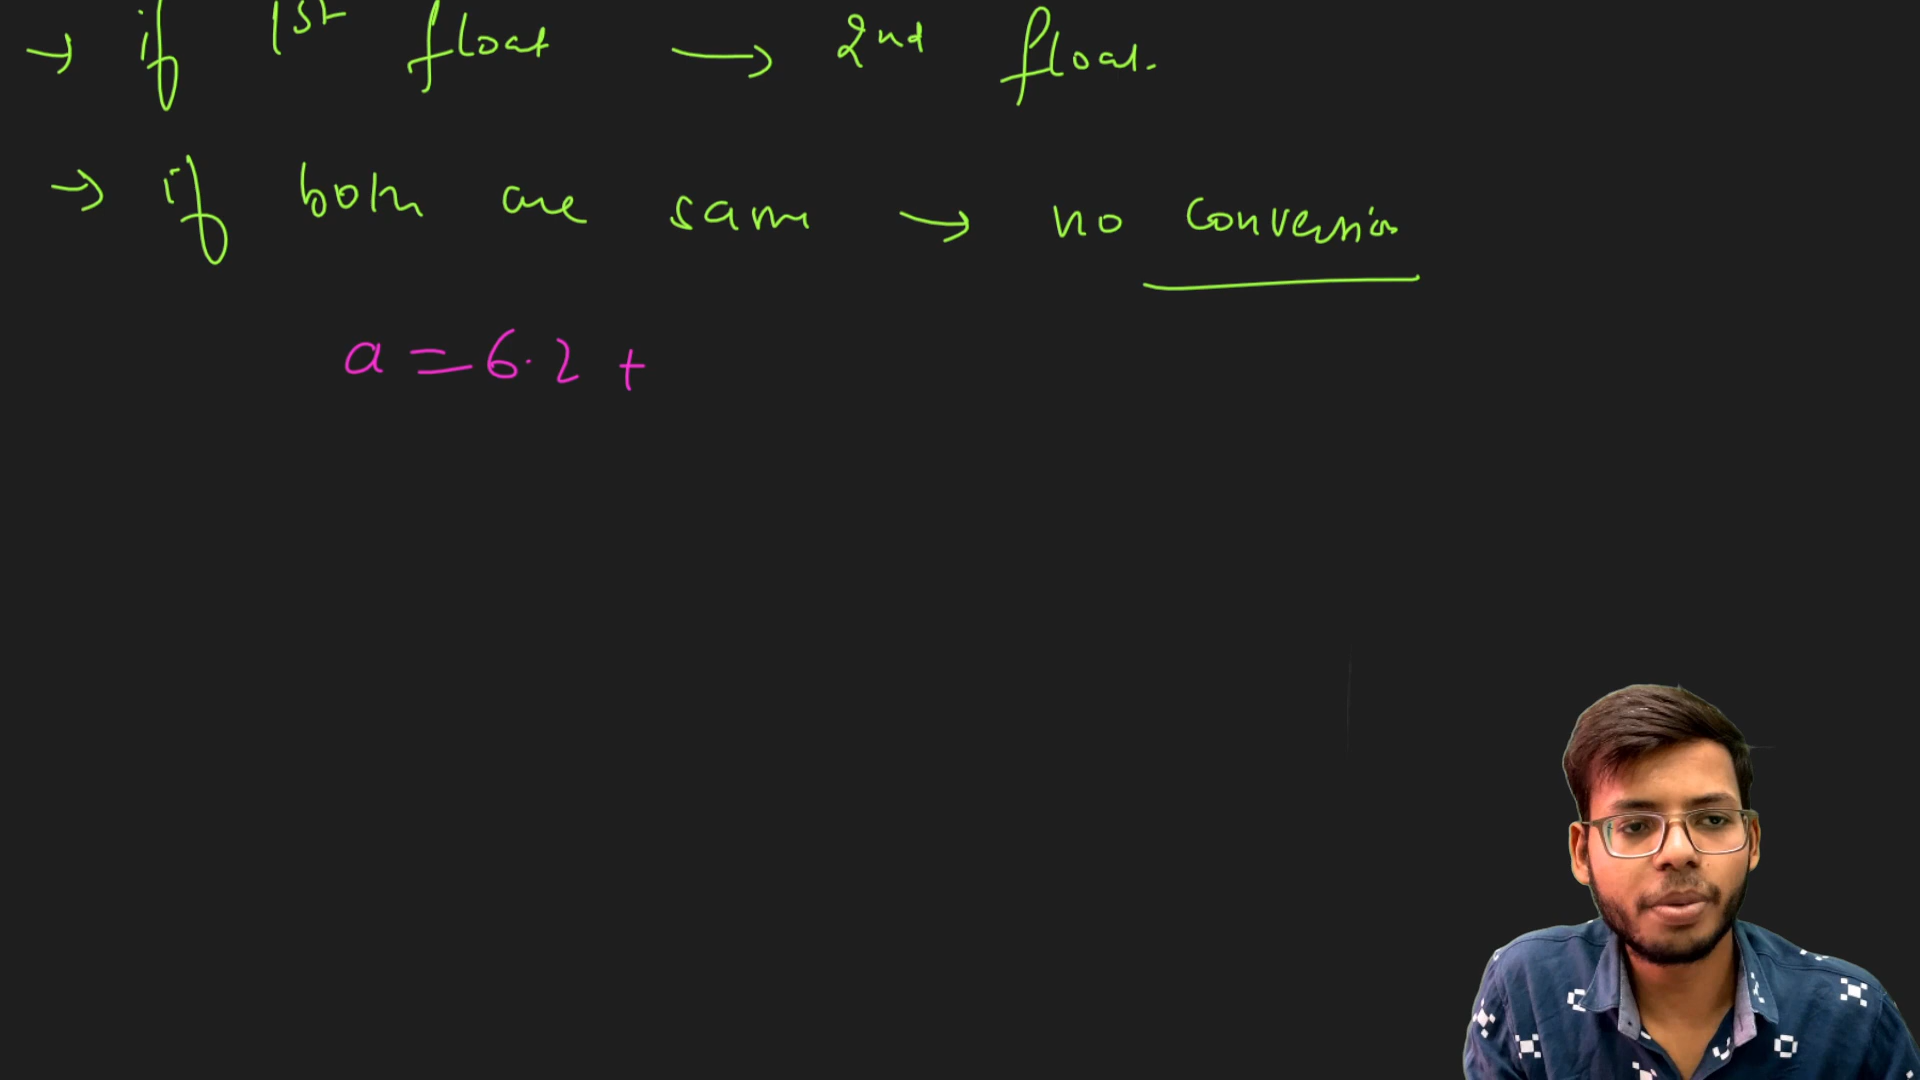 → if 1st float → 2nd float.
→ if both are same → no conversion
a = 6.2 +